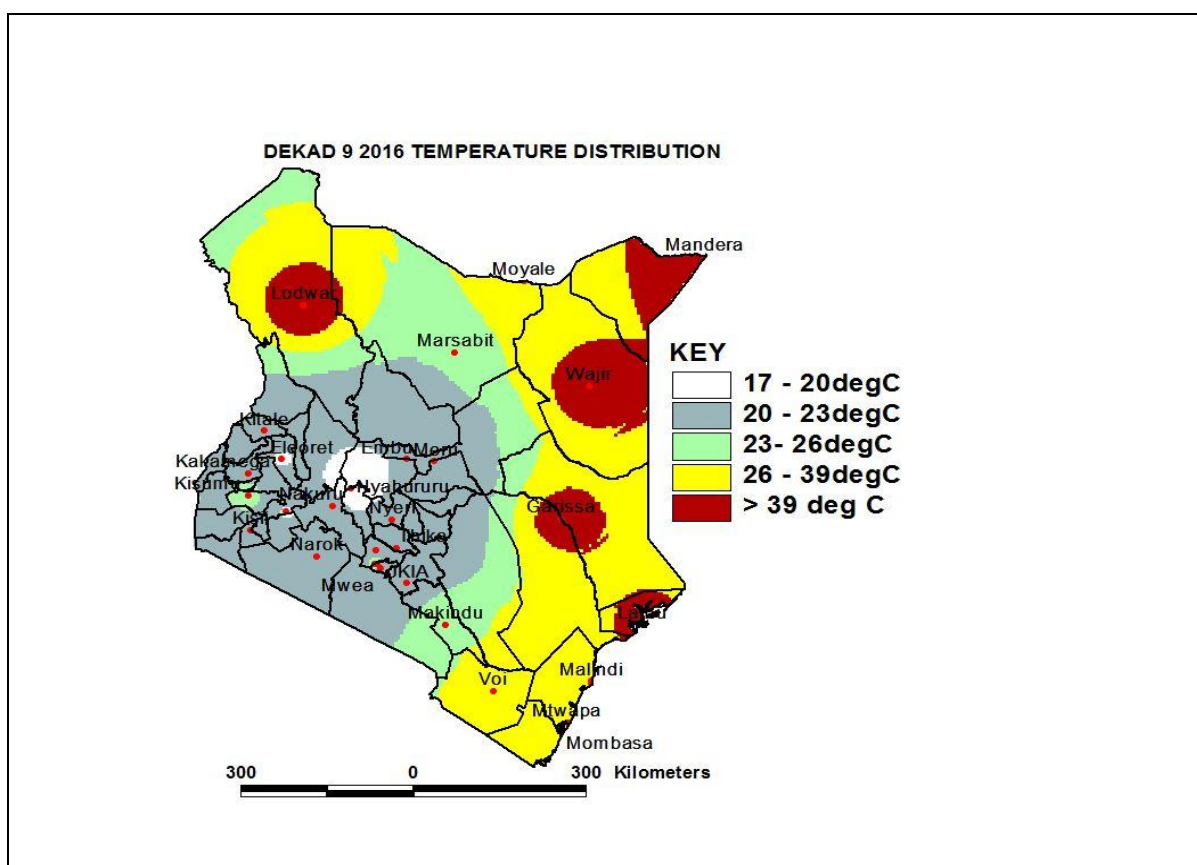 DEKAD 9 2016 TEMPERATURE DISTRIBUTION
Mandera
Moyale
Lodwar
Marsabit
Wajir
KEY
17 - 20degC
20 - 23degC
23- 26degC
26 - 39degC
> 39 deg C
Kitale
Eldoret
Embu
Meru
Kakamega
Kisumu
Nakuru
Nyahururu
Garissa
Kisii
Nyeri
Narok
Thika
Mwea
JKIA
Makindu
Lamu
Voi
Malindi
Mtwapa
Mombasa
300 0 300 Kilometers